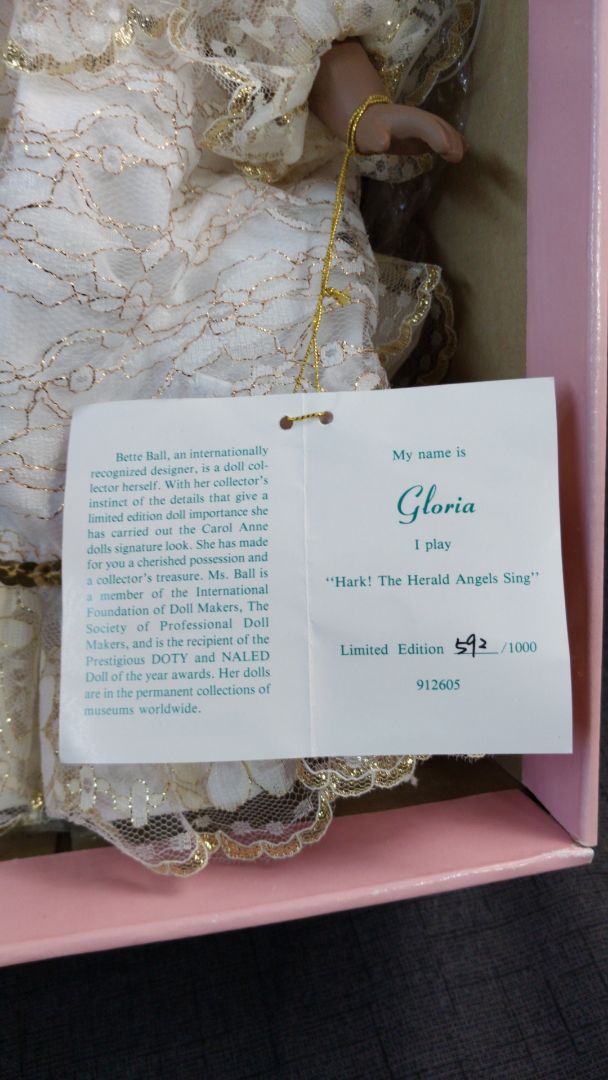 Bette Ball, an internationally
recognized designer, is a doll col-
lector herself. With her collector's
instinct of the details that give a
limited edition doll importance she
has carried out the Carol Anne
dolls signature look. She has made
for you a cherished possession and
a collector's treasure. Ms. Ball is
a member of the International
Foundation of Doll Makers, The
Society of Professional Doll
Makers, and is the recipient of the
Prestigious DOTY and NALED
Doll of the year awards. Her dolls
are in the permanent collections of
museums worldwide.
My name is
Gloria
I play
"Hark! The Herald Angels Sing"
Limited Edition 592/1000
912605